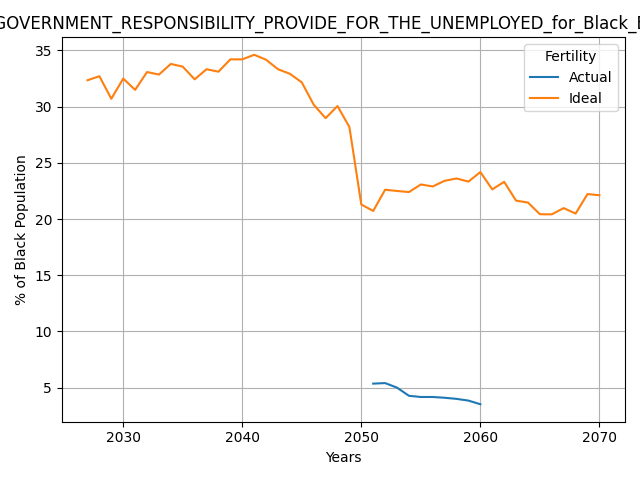 GOVERNMENT_RESPONSIBILITY_PROVIDE_FOR_THE_UNEMPLOYED_for_Black_
% of Black Population
35
30
25
20
15
10
5
Fertility
Actual
Ideal
2030
2040
2050
2060
2070
Years